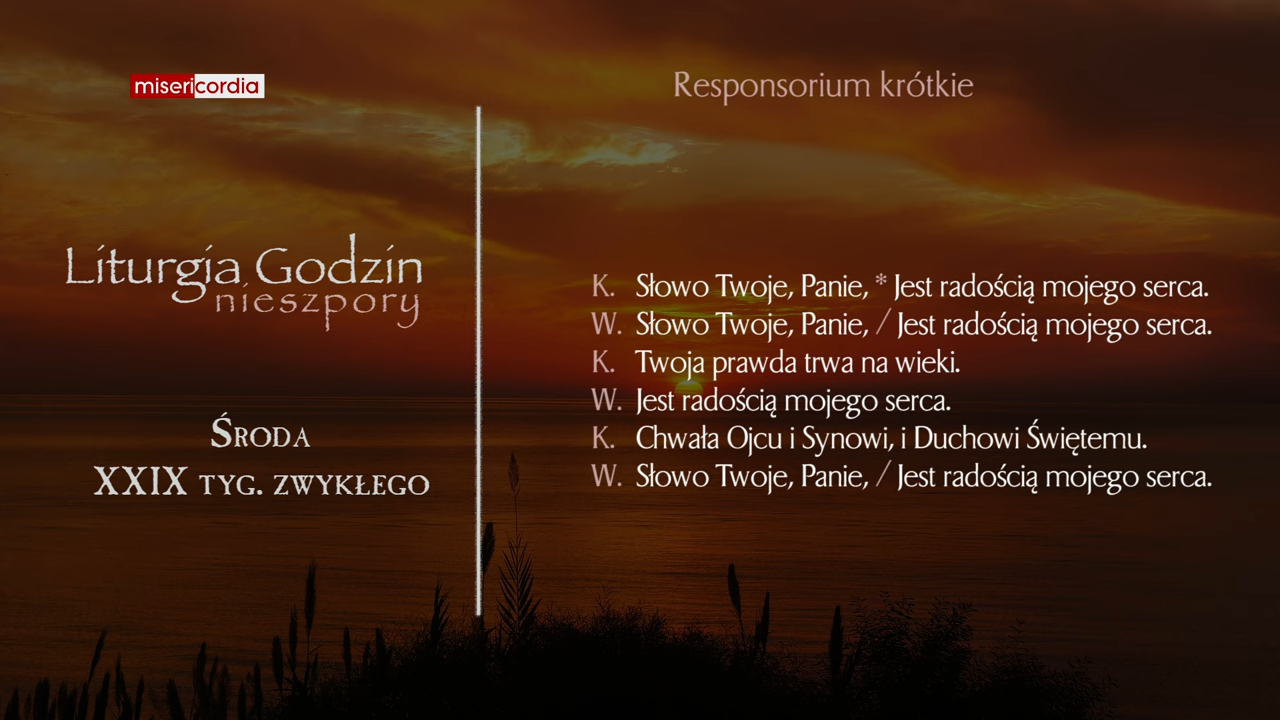 misericordia
Liturgia Godzin
nieszpory
Środa
XXIX tyg. zwykłego
Responsorium krótkie
K. Słowo Twoje, Panie, * Jest radością mojego serca.
W. Słowo Twoje, Panie, / Jest radością mojego serca.
K. Twoja prawda trwa na wieki.
W. Jest radością mojego serca.
K. Chwała Ojcu i Synowi, i Duchowi Świętemu.
W. Słowo Twoje, Panie, / Jest radością mojego serca.